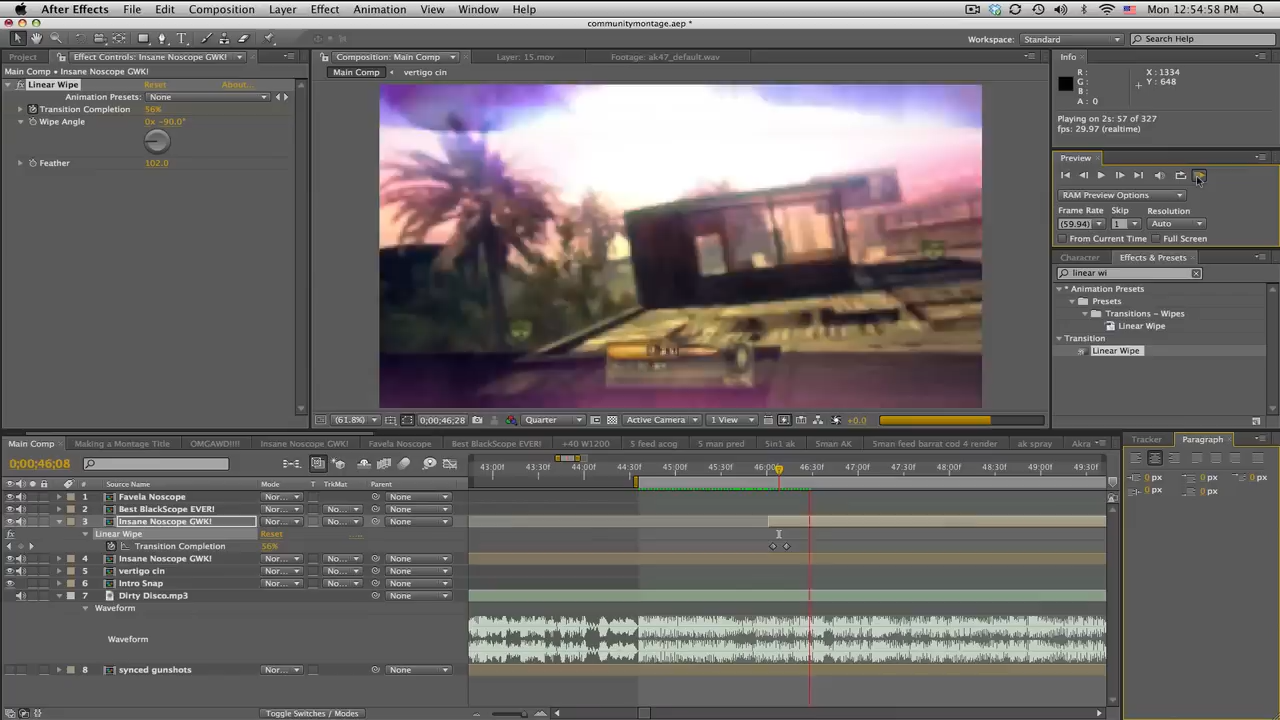 After Effects File Edit Composition Layer Effect Animation View Window Help Mon 12:54:58
communitymontage.aep *
Workspace: Standard Search Help
Project Effect Controls: Insane Noscope GWK! Composition: Main Comp Layer: 15.mov Footage: ak47_default.wav Info
Main Comp • Insane Noscope GWK! Main Comp vertigo cin
Linear Wipe Reset About...
Animation Presets: None
Transition Completion 56%
Wipe Angle 0x -90.0°
Feather 102.0
R: X : 1334
G: Y : 648
B:
A: 0
Playing on 2s: 57 of 327
fps: 29.97 (realtime)
Preview
RAM Preview Options
Frame Rate Skip Resolution
(59.94) 1 Auto
From Current Time Full Screen
Character Effects & Presets
linear wi
* Animation Presets
Presets
Transitions – Wipes
Linear Wipe
Transition
Linear Wipe
(61.8%) 0;00;46;28 Quarter Active Camera 1 View +0.0
Main Comp Making a Montage Title OMGAWD!!!! Insane Noscope GWK! Favela Noscope Best BlackScope EVER! +40 W1200 5 feed acog 5 man pred 5in1 ak 5man AK 5man feed barrat cod 4 render ak spray Akra
Tracker Paragraph
0;00;46;08
43:00f 43:30f 44:00f 44:30f 45:00f 45:30f 46:00f 46:30f 47:00f 47:30f 48:00f 48:30f 49:00f 49:30f
# Source Name Mode T TrkMat Parent
1 Favela Noscope Nor... None
2 Best BlackScope EVER! Nor... No... None
3 Insane Noscope GWK! Nor... No... None
Linear Wipe Reset
Transition Completion 56%
4 Insane Noscope GWK! Nor... No... None
5 vertigo cin Nor... No... None
6 Intro Snap Nor... No... None
7 Dirty Disco.mp3 None
Waveform
Waveform
8 synced gunshots Nor... No... None
Toggle Switches / Modes
0 px 0 px
0 px 0 px
0 px